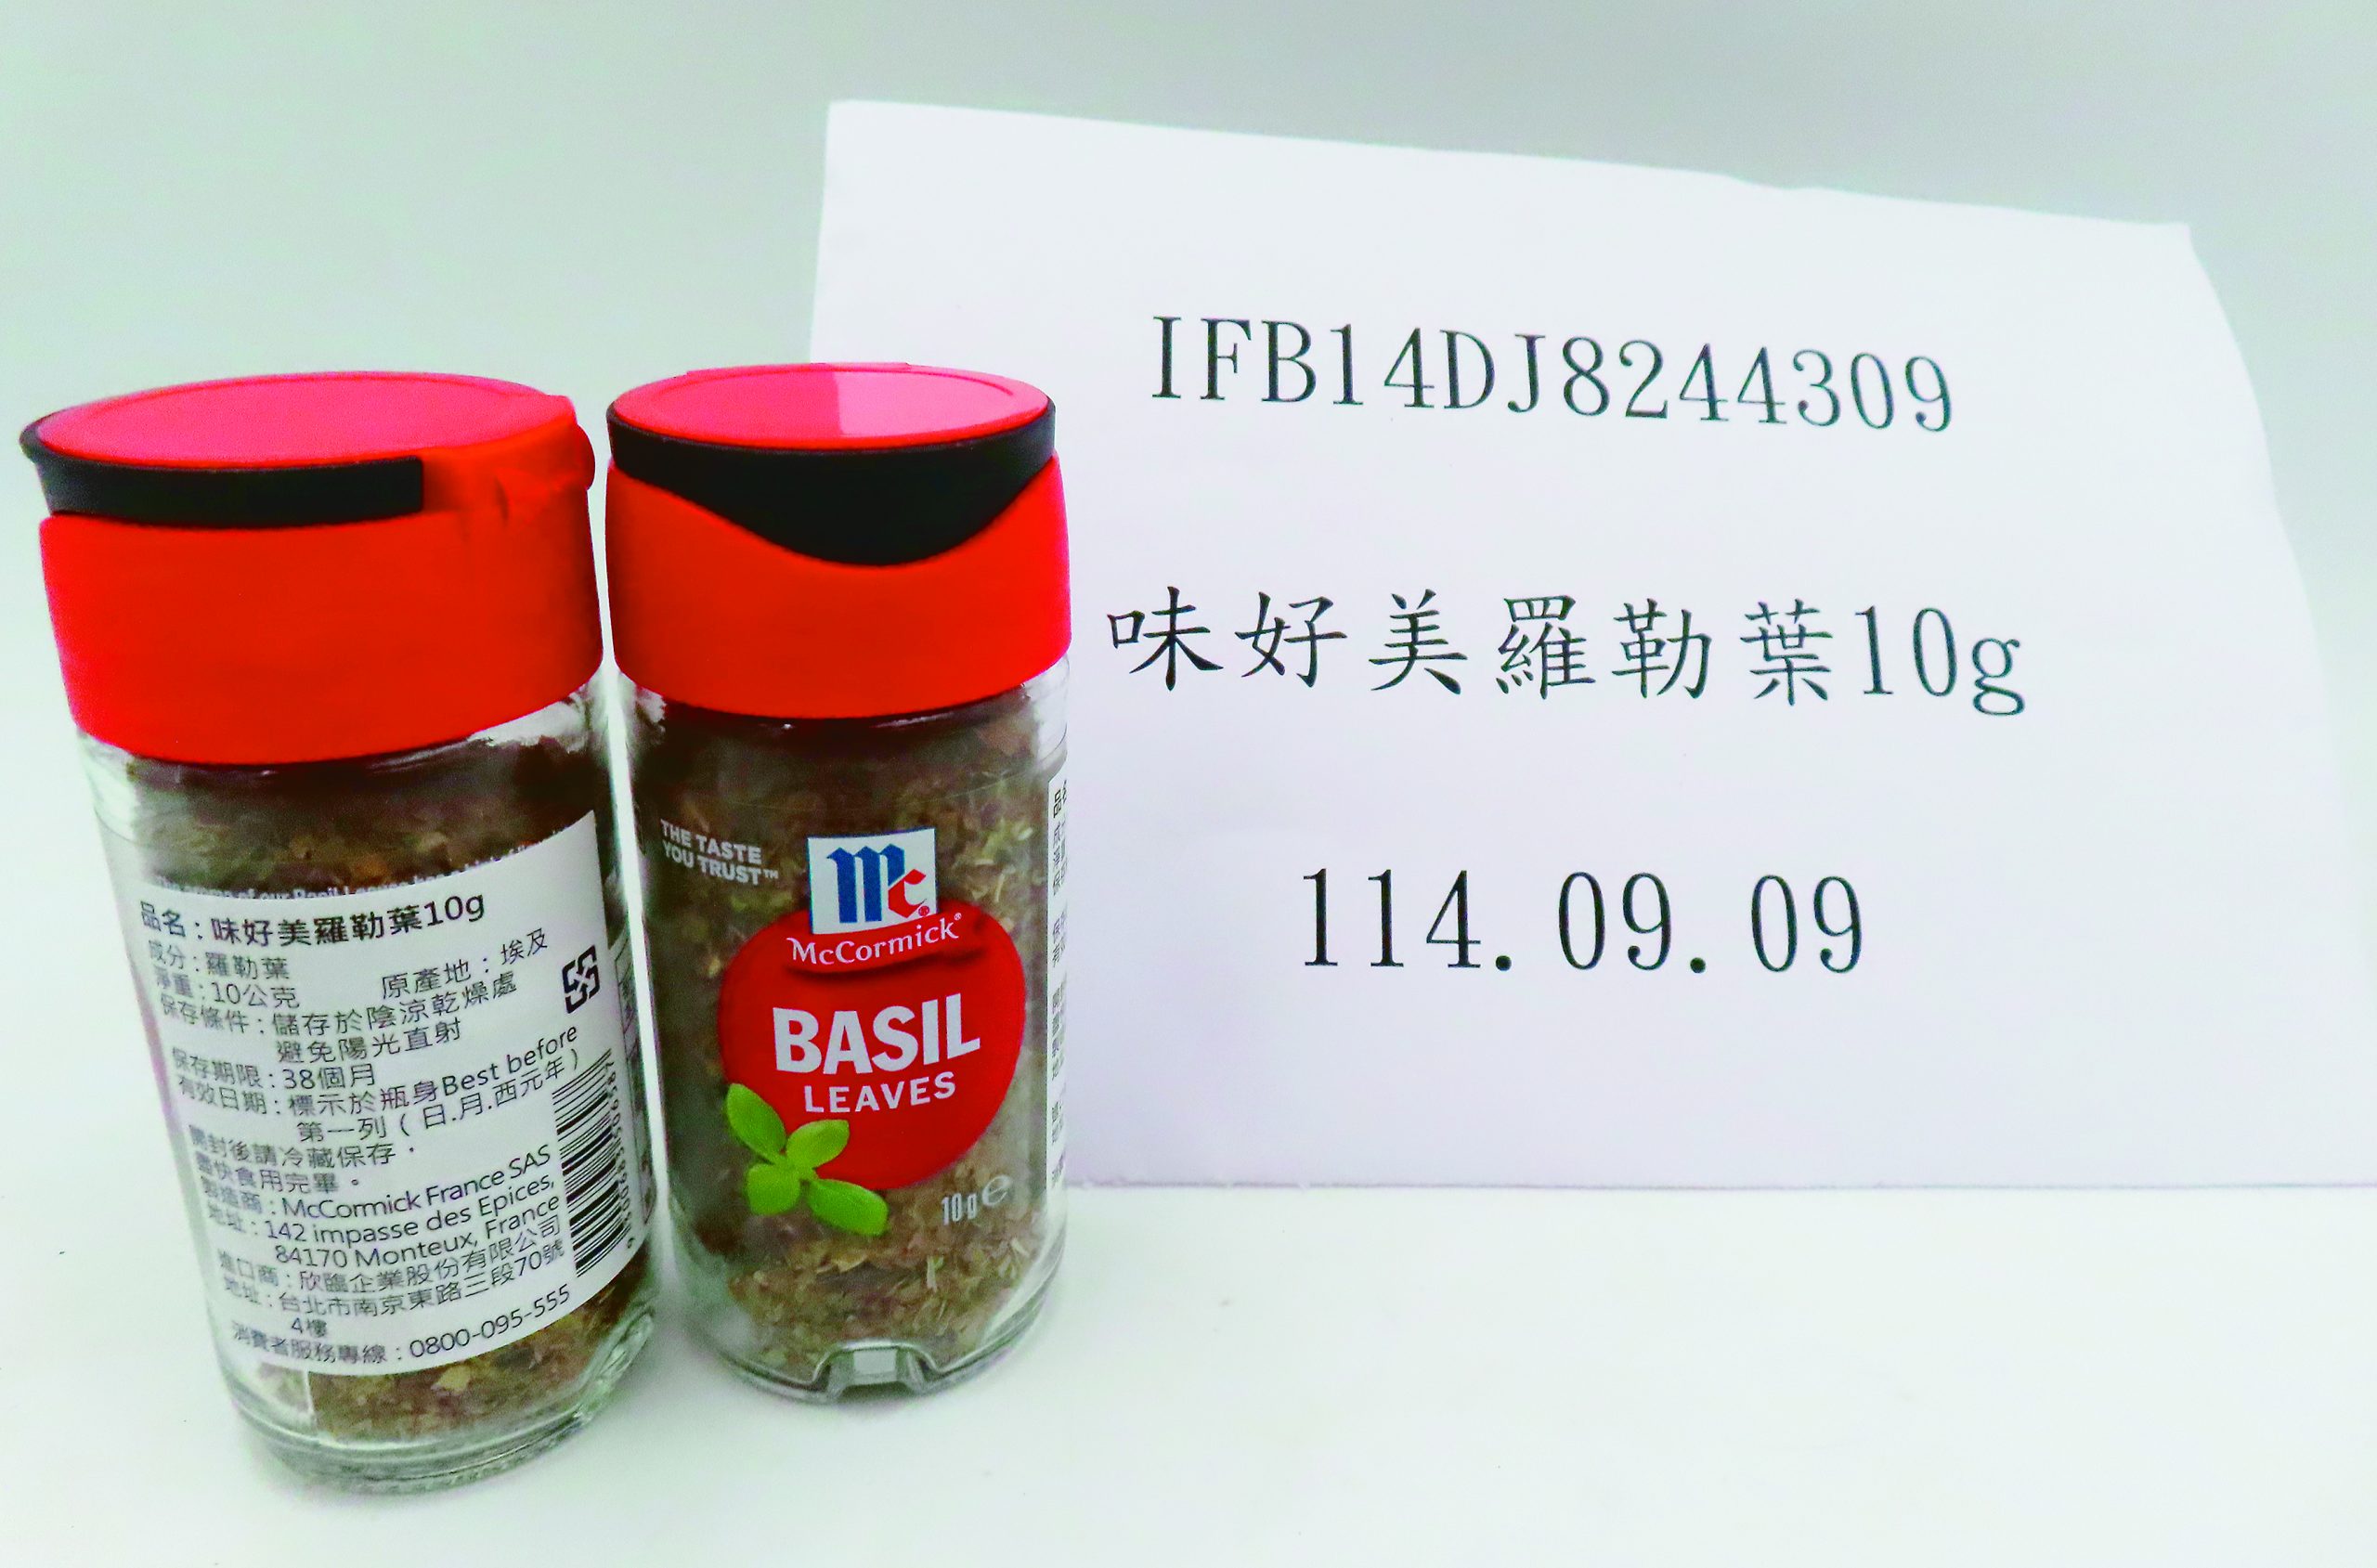 IFB14DJ8244309
味好美羅勒葉10g
114.09.09
品名：味好美羅勒葉10g
成分：羅勒葉
淨重：10公克 原產地：埃及
保存條件：儲存於陰涼乾燥處
避免陽光直射
保存期限：38個月
有效日期：標示於瓶身Best before
第一列（日.月.西元年）
開封後請冷藏保存，
盡快食用完畢。
製造商：McCormick France SAS
地址：142 impasse des Epices,
84170 Monteux, France
進口商：欣臨企業股份有限公司
地址：台北市南京東路三段70號
4樓
消費者服務專線：0800-095-555
THE TASTE
YOU TRUST™
Mc
McCormick®
BASIL
LEAVES
10g℮